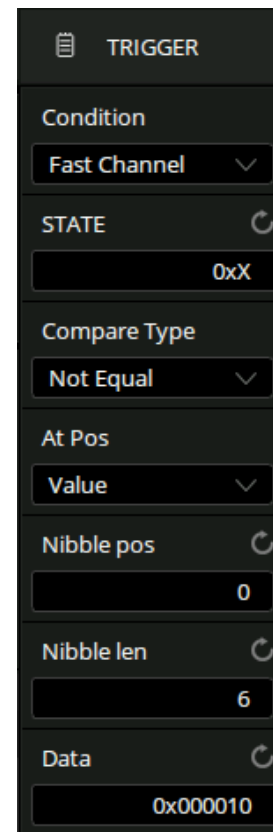 TRIGGER
Condition
Fast Channel
STATE
0xX
Compare Type
Not Equal
At Pos
Value
Nibble pos
0
Nibble len
6
Data
0x000010